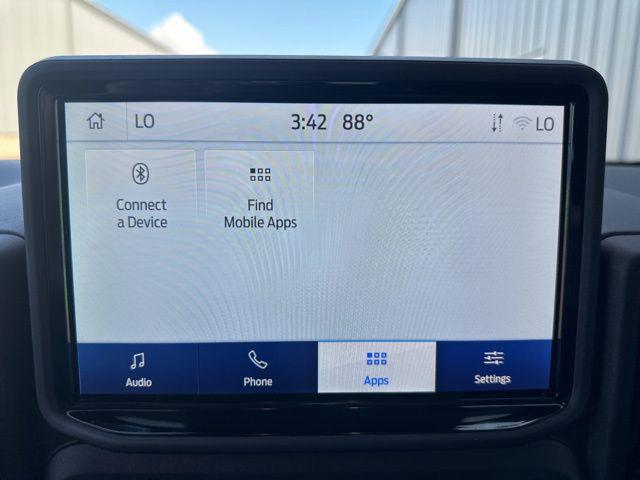 LO 3:42 88° LO
Connect
a Device
Find
Mobile Apps
Audio Phone Apps Settings